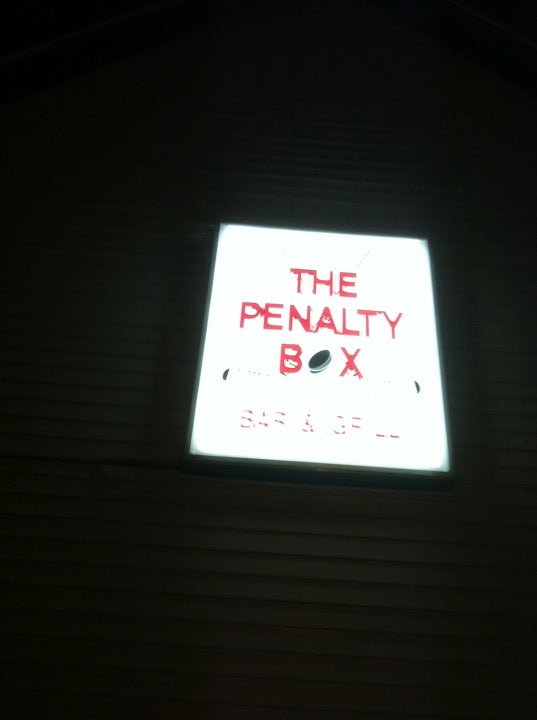 THE
PENALTY
BOX
BAR & GRILL